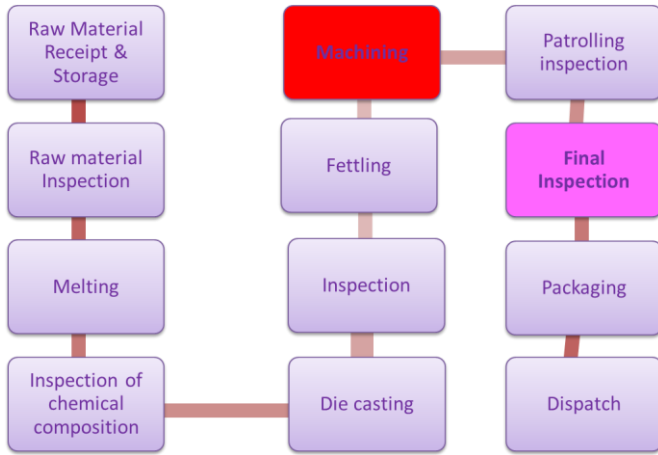 Raw Material
Receipt &
Storage
Raw material
Inspection
Melting
Inspection of
chemical
composition
Die casting
Inspection
Fettling
Machining
Patrolling
inspection
Final
Inspection
Packaging
Dispatch